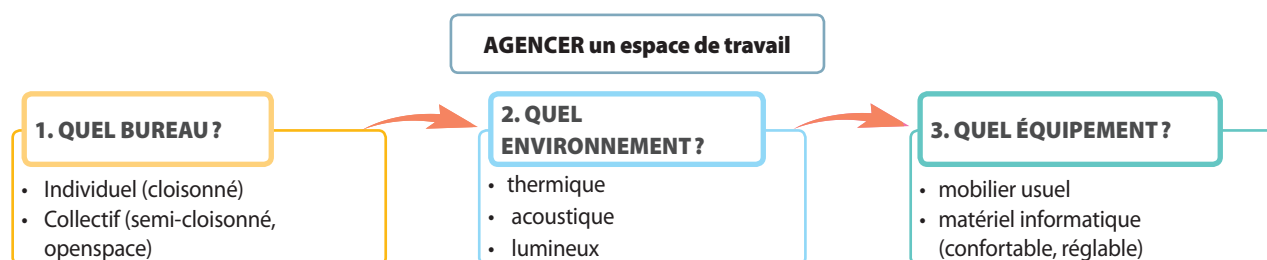 AGENCER un espace de travail
1. QUEL BUREAU ?
• Individuel (cloisonné)
• Collectif (semi-cloisonné,
openspace)
2. QUEL
ENVIRONNEMENT ?
• thermique
• acoustique
• lumineux
3. QUEL ÉQUIPEMENT ?
• mobilier usuel
• matériel informatique
(confortable, réglable)